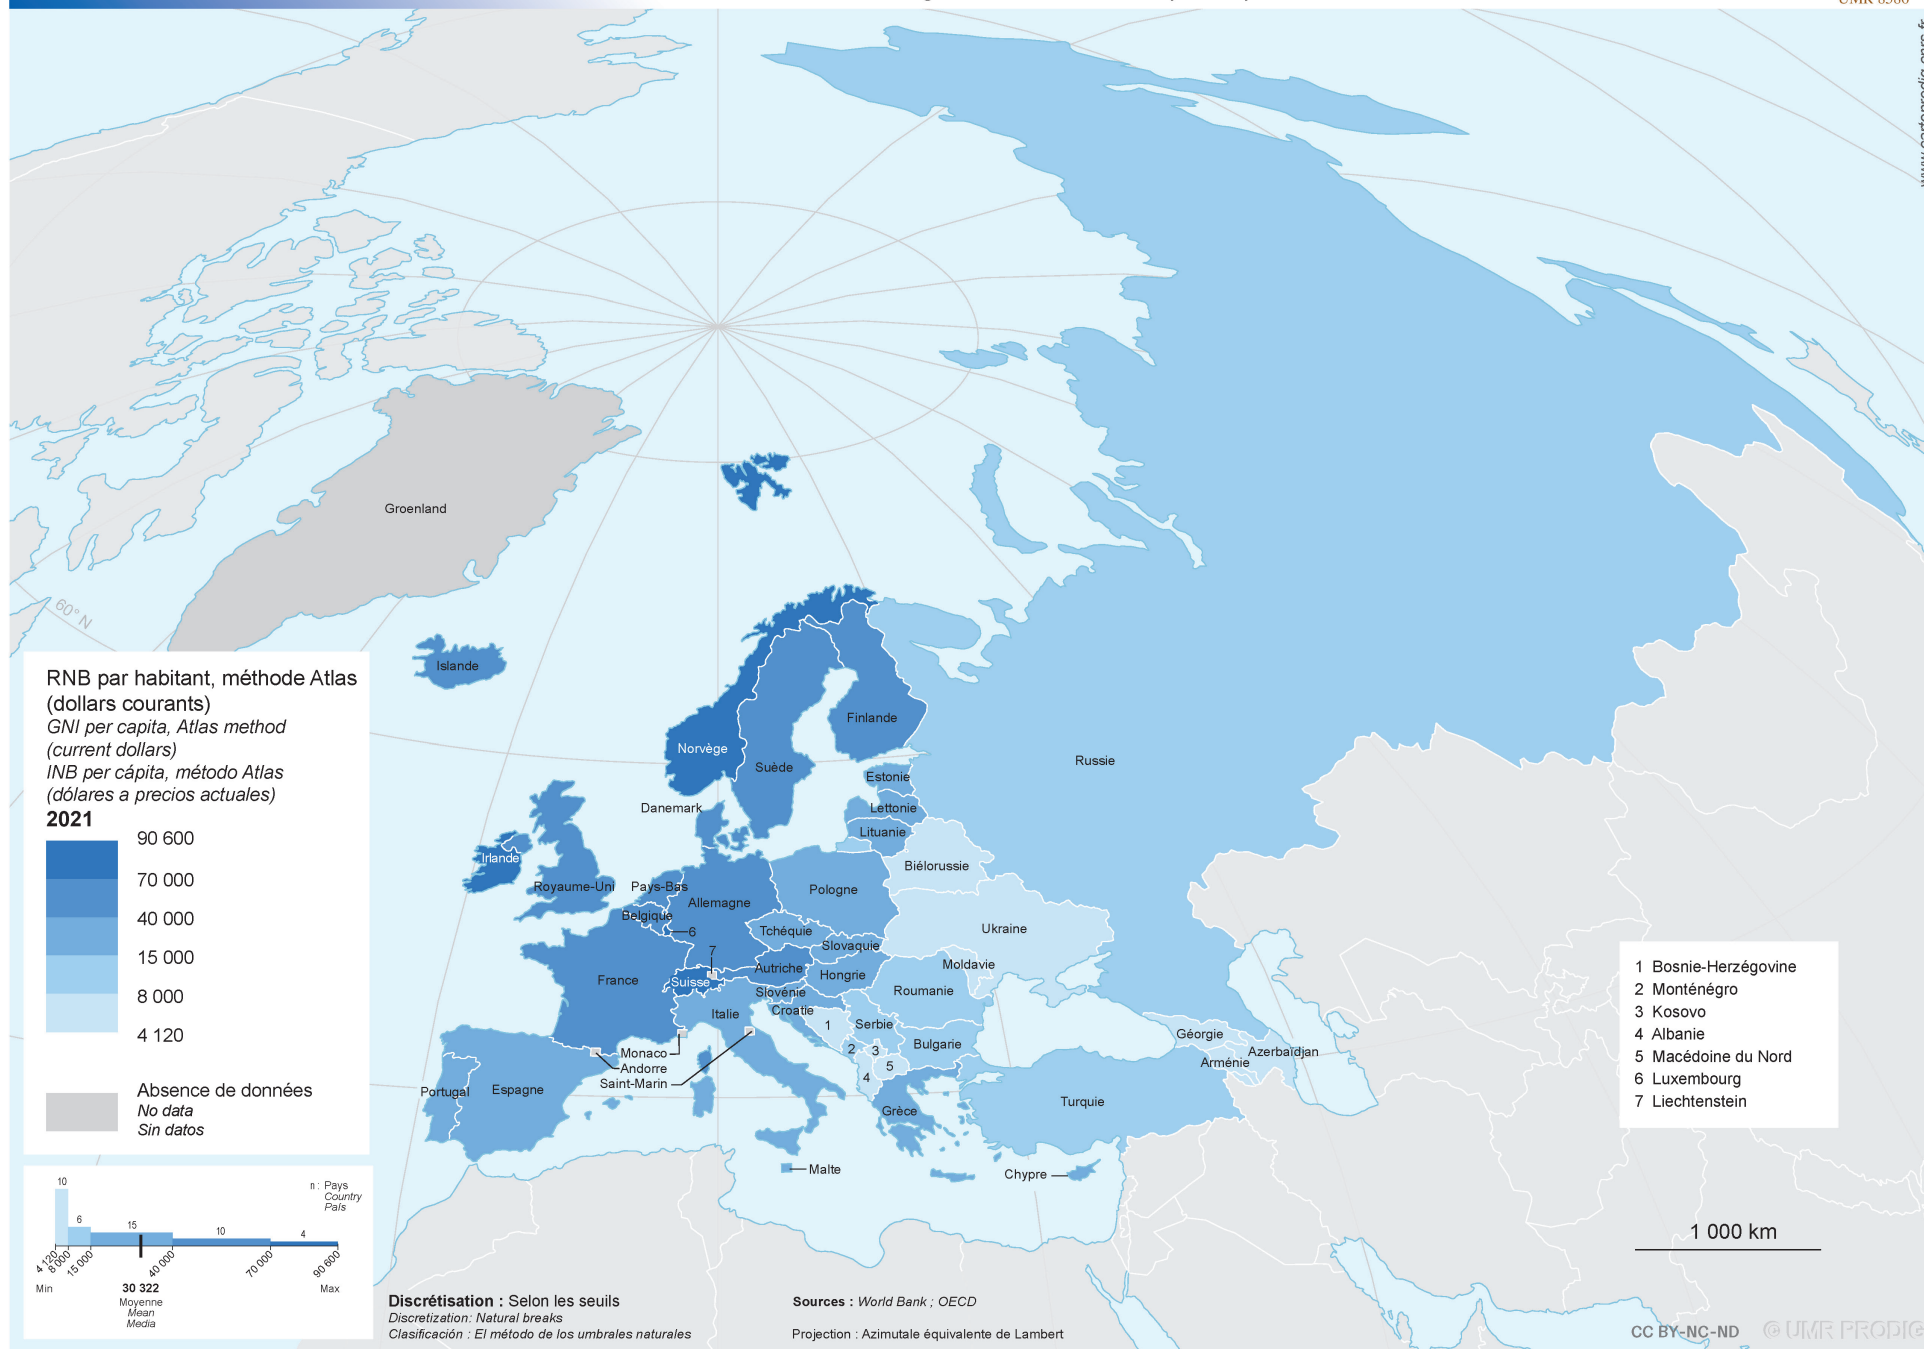 UMR 8586
www.cartoprodig.cnrs.fr
60° N
Groenland
Islande
Norvège
Suède
Finlande
Russie
Estonie
Lettonie
Lituanie
Danemark
Irlande
Royaume-Uni
Pays-Bas
Belgique
Allemagne
Pologne
Biélorussie
Ukraine
6
7
Tchéquie
Slovaquie
Moldavie
France
Suisse
Autriche
Hongrie
Roumanie
Slovénie
Croatie
Italie
1
Serbie
Bulgarie
2
3
4
5
Monaco
Andorre
Saint-Marin
Portugal
Espagne
Grèce
Turquie
Géorgie
Arménie
Azerbaïdjan
Malte
Chypre
RNB par habitant, méthode Atlas
(dollars courants)
GNI per capita, Atlas method
(current dollars)
INB per cápita, método Atlas
(dólares a precios actuales)
2021
90 600
70 000
40 000
15 000
8 000
4 120
Absence de données
No data
Sin datos
1 Bosnie-Herzégovine
2 Monténégro
3 Kosovo
4 Albanie
5 Macédoine du Nord
6 Luxembourg
7 Liechtenstein
n : Pays
Country
País
10
6
15
10
4
4 120
8 000
15 000
40 000
70 000
90 600
Min
30 322
Max
Moyenne
Mean
Media
Discrétisation : Selon les seuils
Discretization: Natural breaks
Clasificación : El método de los umbrales naturales
Sources : World Bank ; OECD
Projection : Azimutale équivalente de Lambert
1 000 km
CC BY-NC-ND
© UMR PRODIG